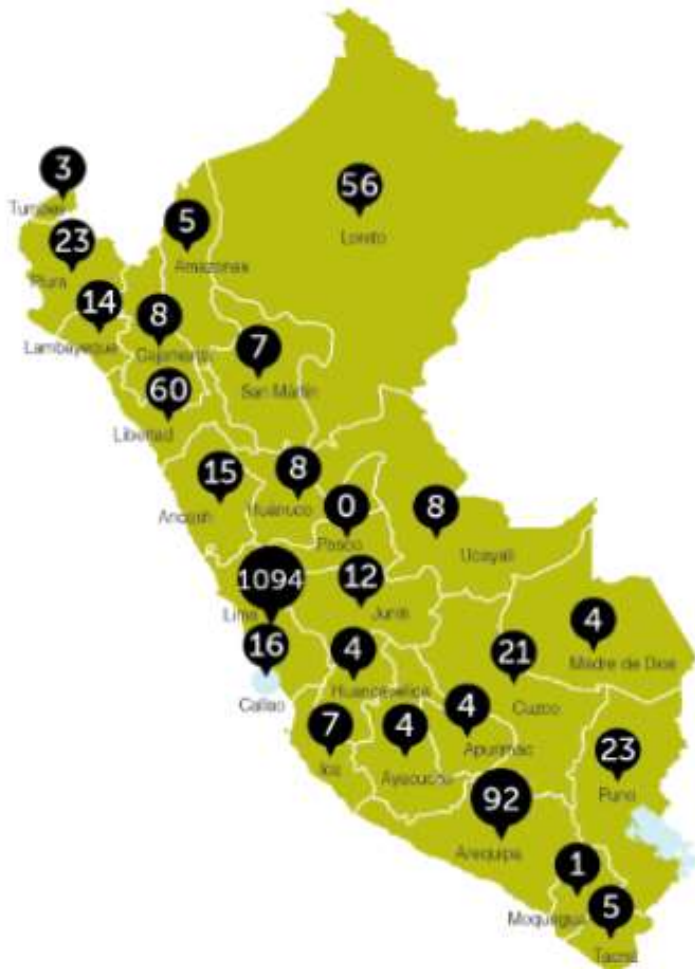 3
Tumbes
56
Loreto
5
Amazonas
23
Piura
14
Lambayeque
8
Cajamarca
7
San Martín
60
Libertad
15
Ancash
8
Huánuco
0
Pasco
8
Ucayali
1094
Lima
12
Junín
4
Madre de Dios
16
Callao
4
Huancavelica
21
Cuzco
7
Ica
4
Ayacucho
4
Apurimac
23
Puno
92
Arequipa
1
Moquegua
5
Tacna